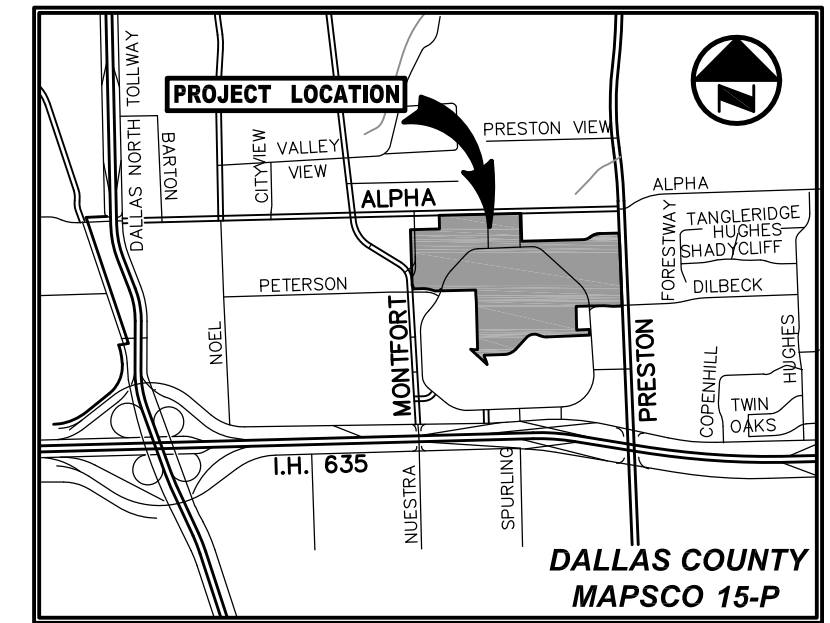 PROJECT LOCATION
DALLAS NORTH TOLLWAY
BARTON
CITYVIEW
VALLEY
VIEW
PRESTON VIEW
N
ALPHA
ALPHA
FORESTWAY
TANGLERIDGE
HUGHES
SHADYCLIFF
DILBECK
PETERSON
NOEL
MONTFORT
PRESTON
COPENHILL
HUGHES
TWIN
OAKS
I.H. 635
NUESTRA
SPURLING
DALLAS COUNTY
MAPSCO 15-P